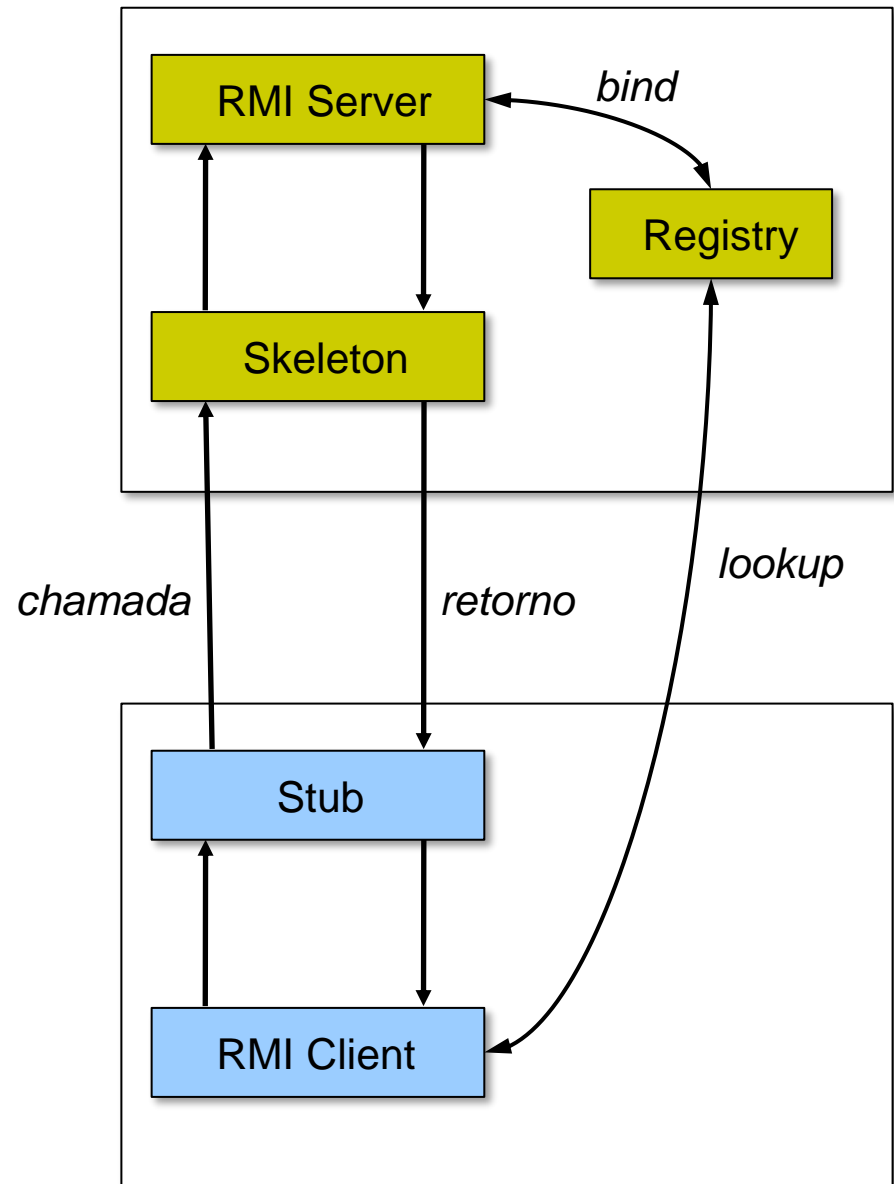 RMI Server
bind
Registry
Skeleton
lookup
chamada
retorno
Stub
RMI Client